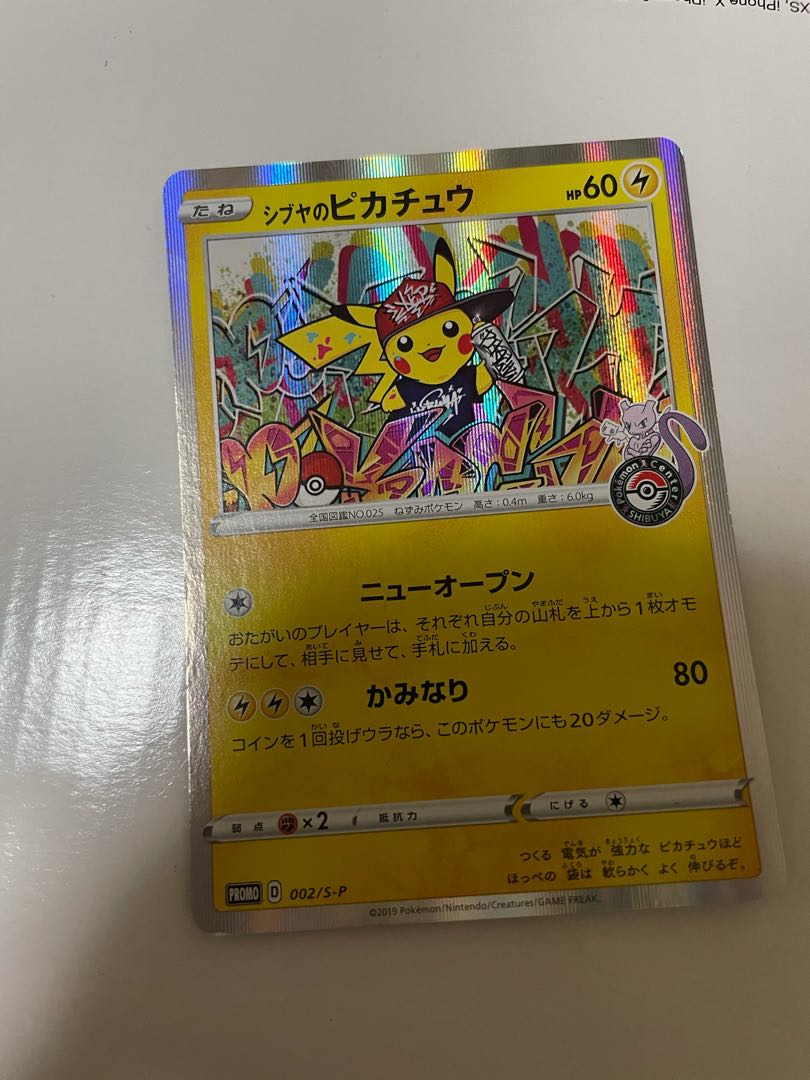 XS, iPhone X, iPh
たね シブヤのピカチュウ HP60
Pokémon Center
SHIBUYA
全国図鑑NO.025 ねずみポケモン 高さ:0.4m 重さ:6.0kg
ニューオープン
おたがいのプレイヤーは、それぞれ自分の山札を上から1枚オモ
テにして、相手に見せて、手札に加える。
かみなり 80
コインを1回投げウラなら、このポケモンにも20ダメージ。
弱点 ×2 抵抗力 にげる
つくる 電気が 強力な ピカチュウほど
ほっぺの 袋は 軟らかく よく 伸びるぞ。
PROMO D 002/S-P
©2019 Pokémon/Nintendo/Creatures/GAME FREAK.